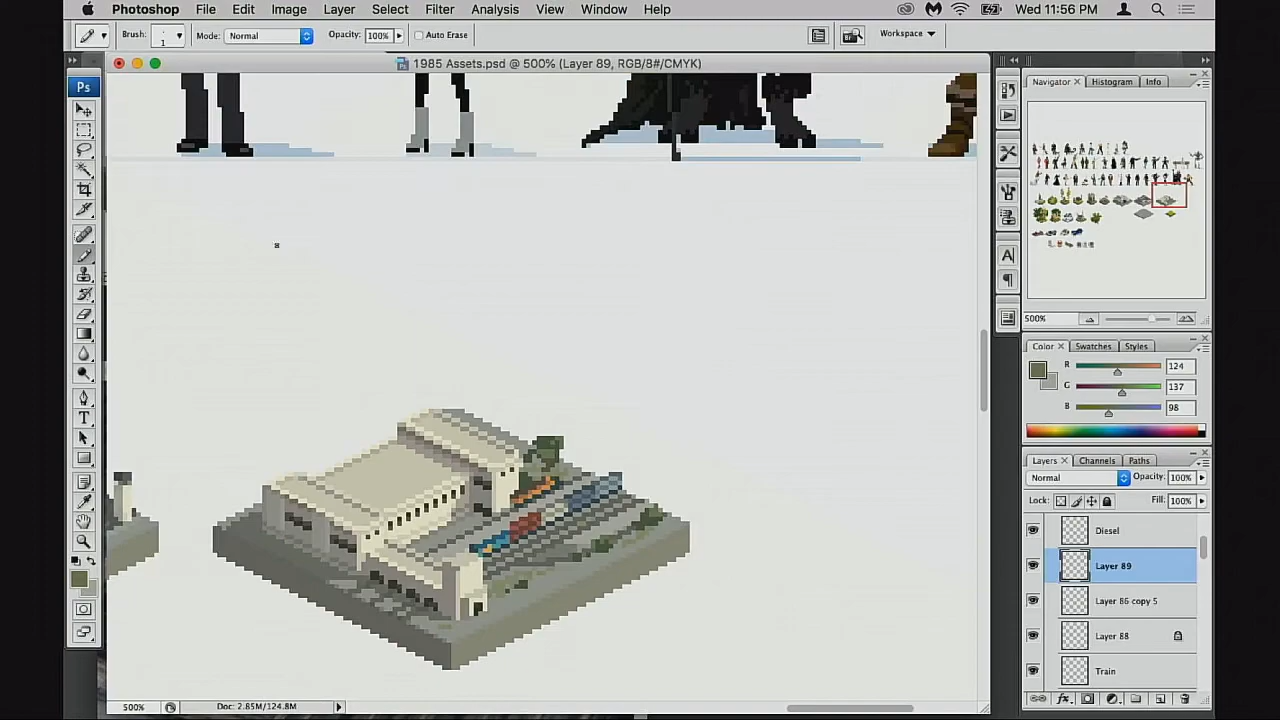 Photoshop File Edit Image Layer Select Filter Analysis View Window Help Wed 11:56 PM
Brush: 1 Mode: Normal Opacity: 100% Auto Erase Workspace
1985 Assets.psd @ 500% (Layer 89, RGB/8#/CMYK)
Ps
Navigator Histogram Info
500%
Color Swatches Styles
R 124
G 137
B 98
Layers Channels Paths
Normal Opacity: 100%
Lock: Fill: 100%
Diesel
Layer 89
Layer 86 copy 5
Layer 88
Train
500% Doc: 2.85M/124.8M